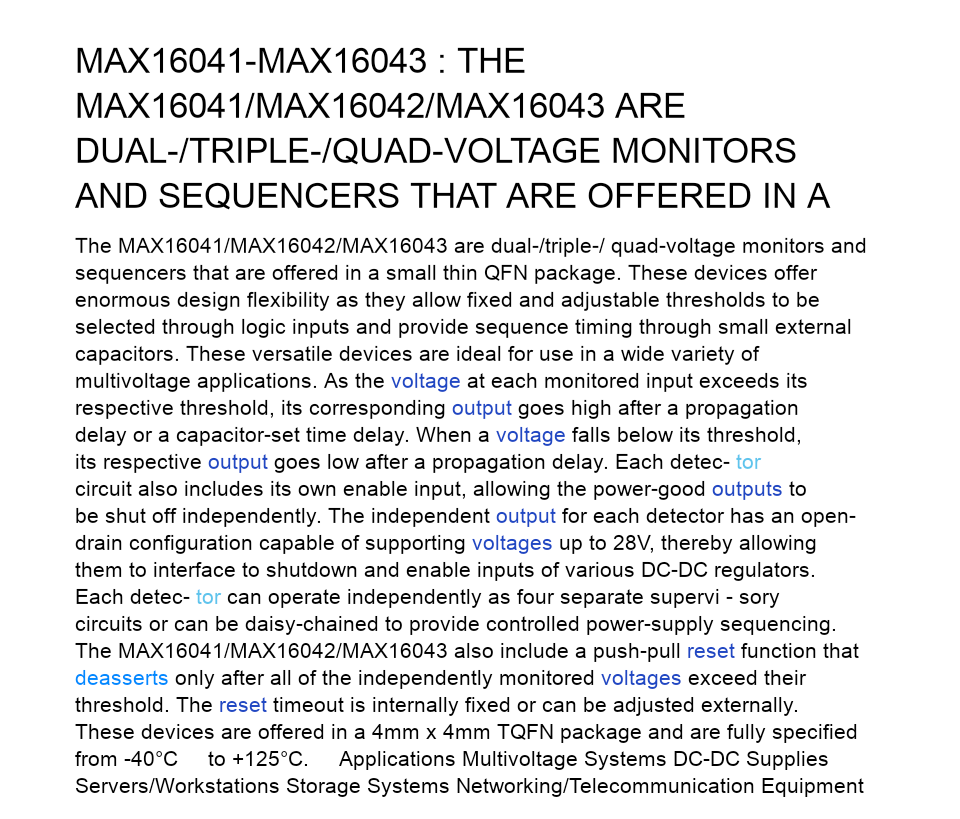 MAX16041-MAX16043 : THE
MAX16041/MAX16042/MAX16043 ARE
DUAL-/TRIPLE-/QUAD-VOLTAGE MONITORS
AND SEQUENCERS THAT ARE OFFERED IN A
The MAX16041/MAX16042/MAX16043 are dual-/triple-/ quad-voltage monitors and
sequencers that are offered in a small thin QFN package. These devices offer
enormous design flexibility as they allow fixed and adjustable thresholds to be
selected through logic inputs and provide sequence timing through small external
capacitors. These versatile devices are ideal for use in a wide variety of
multivoltage applications. As the voltage at each monitored input exceeds its
respective threshold, its corresponding output goes high after a propagation
delay or a capacitor-set time delay. When a voltage falls below its threshold,
its respective output goes low after a propagation delay. Each detec- tor
circuit also includes its own enable input, allowing the power-good outputs to
be shut off independently. The independent output for each detector has an open-
drain configuration capable of supporting voltages up to 28V, thereby allowing
them to interface to shutdown and enable inputs of various DC-DC regulators.
Each detec- tor can operate independently as four separate supervi - sory
circuits or can be daisy-chained to provide controlled power-supply sequencing.
The MAX16041/MAX16042/MAX16043 also include a push-pull reset function that
deasserts only after all of the independently monitored voltages exceed their
threshold. The reset timeout is internally fixed or can be adjusted externally.
These devices are offered in a 4mm x 4mm TQFN package and are fully specified
from -40°C to +125°C. Applications Multivoltage Systems DC-DC Supplies
Servers/Workstations Storage Systems Networking/Telecommunication Equipment